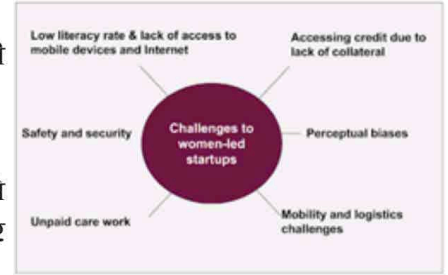 Low literacy rate & lack of access to
mobile devices and Internet
Accessing credit due to
lack of collateral
Safety and security
Challenges to
women-led
startups
Perceptual biases
Unpaid care work
Mobility and logistics
challenges